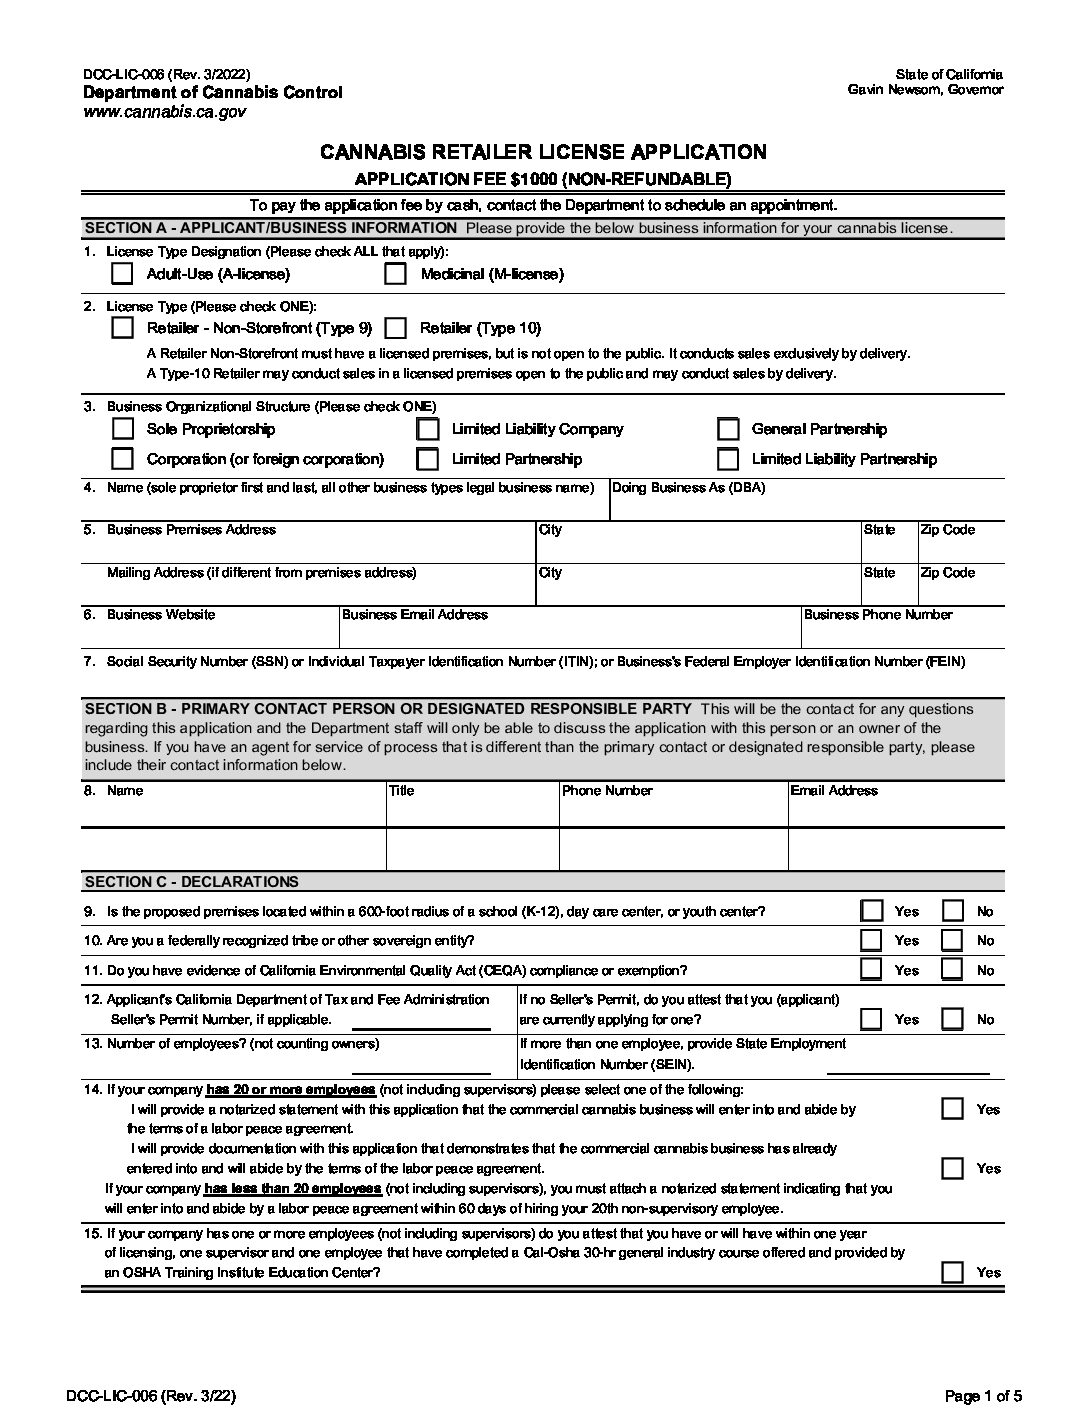 DCC-LIC-006 (Rev. 3/2022)
State of California
Department of Cannabis Control
Gavin Newsom, Governor
www.cannabis.ca.gov
CANNABIS RETAILER LICENSE APPLICATION
APPLICATION FEE $1000 (NON-REFUNDABLE)
To pay the application fee by cash, contact the Department to schedule an appointment.
SECTION A - APPLICANT/BUSINESS INFORMATION Please provide the below business information for your cannabis license.
1. License Type Designation (Please check ALL that apply):
Adult-Use (A-license) Medicinal (M-license)
2. License Type (Please check ONE):
Retailer - Non-Storefront (Type 9) Retailer (Type 10)
A Retailer Non-Storefront must have a licensed premises, but is not open to the public. It conducts sales exclusively by delivery.
A Type-10 Retailer may conduct sales in a licensed premises open to the public and may conduct sales by delivery.
3. Business Organizational Structure (Please check ONE)
Sole Proprietorship Limited Liability Company General Partnership
Corporation (or foreign corporation) Limited Partnership Limited Liability Partnership
4. Name (sole proprietor first and last, all other business types legal business name) Doing Business As (DBA)
5. Business Premises Address City State Zip Code
Mailing Address (if different from premises address) City State Zip Code
6. Business Website Business Email Address Business Phone Number
7. Social Security Number (SSN) or Individual Taxpayer Identification Number (ITIN); or Business's Federal Employer Identification Number (FEIN)
SECTION B - PRIMARY CONTACT PERSON OR DESIGNATED RESPONSIBLE PARTY This will be the contact for any questions
regarding this application and the Department staff will only be able to discuss the application with this person or an owner of the
business. If you have an agent for service of process that is different than the primary contact or designated responsible party, please
include their contact information below.
8. Name Title Phone Number Email Address
SECTION C - DECLARATIONS
9. Is the proposed premises located within a 600-foot radius of a school (K-12), day care center, or youth center? Yes No
10. Are you a federally recognized tribe or other sovereign entity? Yes No
11. Do you have evidence of California Environmental Quality Act (CEQA) compliance or exemption? Yes No
12. Applicant's California Department of Tax and Fee Administration If no Seller's Permit, do you attest that you (applicant)
Seller's Permit Number, if applicable. are currently applying for one? Yes No
13. Number of employees? (not counting owners) If more than one employee, provide State Employment
Identification Number (SEIN).
14. If your company has 20 or more employees (not including supervisors) please select one of the following:
I will provide a notarized statement with this application that the commercial cannabis business will enter into and abide by Yes
the terms of a labor peace agreement.
I will provide documentation with this application that demonstrates that the commercial cannabis business has already
entered into and will abide by the terms of the labor peace agreement. Yes
If your company has less than 20 employees (not including supervisors), you must attach a notarized statement indicating that you
will enter into and abide by a labor peace agreement within 60 days of hiring your 20th non-supervisory employee.
15. If your company has one or more employees (not including supervisors) do you attest that you have or will have within one year
of licensing, one supervisor and one employee that have completed a Cal-Osha 30-hr general industry course offered and provided by
an OSHA Training Institute Education Center? Yes
DCC-LIC-006 (Rev. 3/22) Page 1 of 5